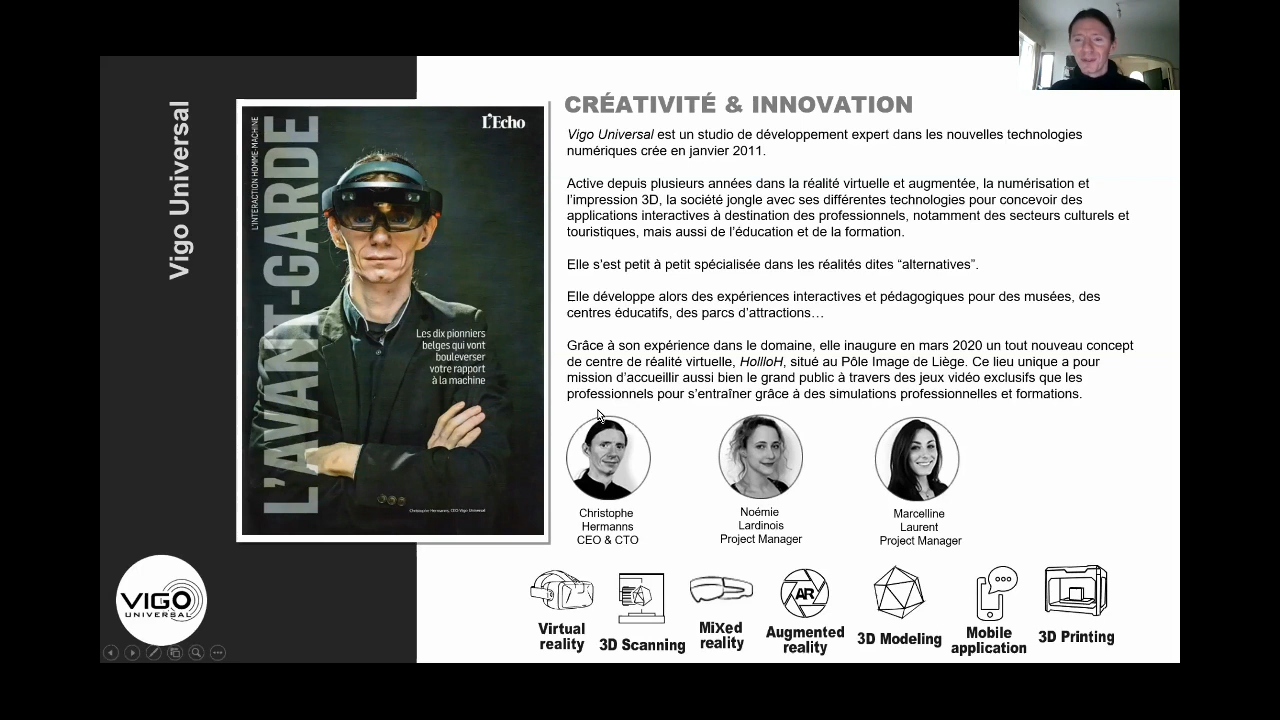 Vigo Universal
L'Echo
L'INTERACTION HOMME-MACHINE
L'AVANT-GARDE
Les dix pionniers
belges qui vont
bouleverser
votre rapport
à la machine
Christophe Hermanns, CEO Vigo Universal
VIGO
UNIVERSAL
CRÉATIVITÉ & INNOVATION
Vigo Universal est un studio de développement expert dans les nouvelles technologies
numériques crée en janvier 2011.
Active depuis plusieurs années dans la réalité virtuelle et augmentée, la numérisation et
l'impression 3D, la société jongle avec ses différentes technologies pour concevoir des
applications interactives à destination des professionnels, notamment des secteurs culturels et
touristiques, mais aussi de l'éducation et de la formation.
Elle s'est petit à petit spécialisée dans les réalités dites “alternatives”.
Elle développe alors des expériences interactives et pédagogiques pour des musées, des
centres éducatifs, des parcs d'attractions…
Grâce à son expérience dans le domaine, elle inaugure en mars 2020 un tout nouveau concept
de centre de réalité virtuelle, HollloH, situé au Pôle Image de Liège. Ce lieu unique a pour
mission d'accueillir aussi bien le grand public à travers des jeux vidéo exclusifs que les
professionnels pour s'entraîner grâce à des simulations professionnelles et formations.
Christophe
Hermanns
CEO & CTO
Noémie
Lardinois
Project Manager
Marcelline
Laurent
Project Manager
AR
Virtual
reality
3D Scanning
MiXed
reality
Augmented
reality
3D Modeling
Mobile
application
3D Printing